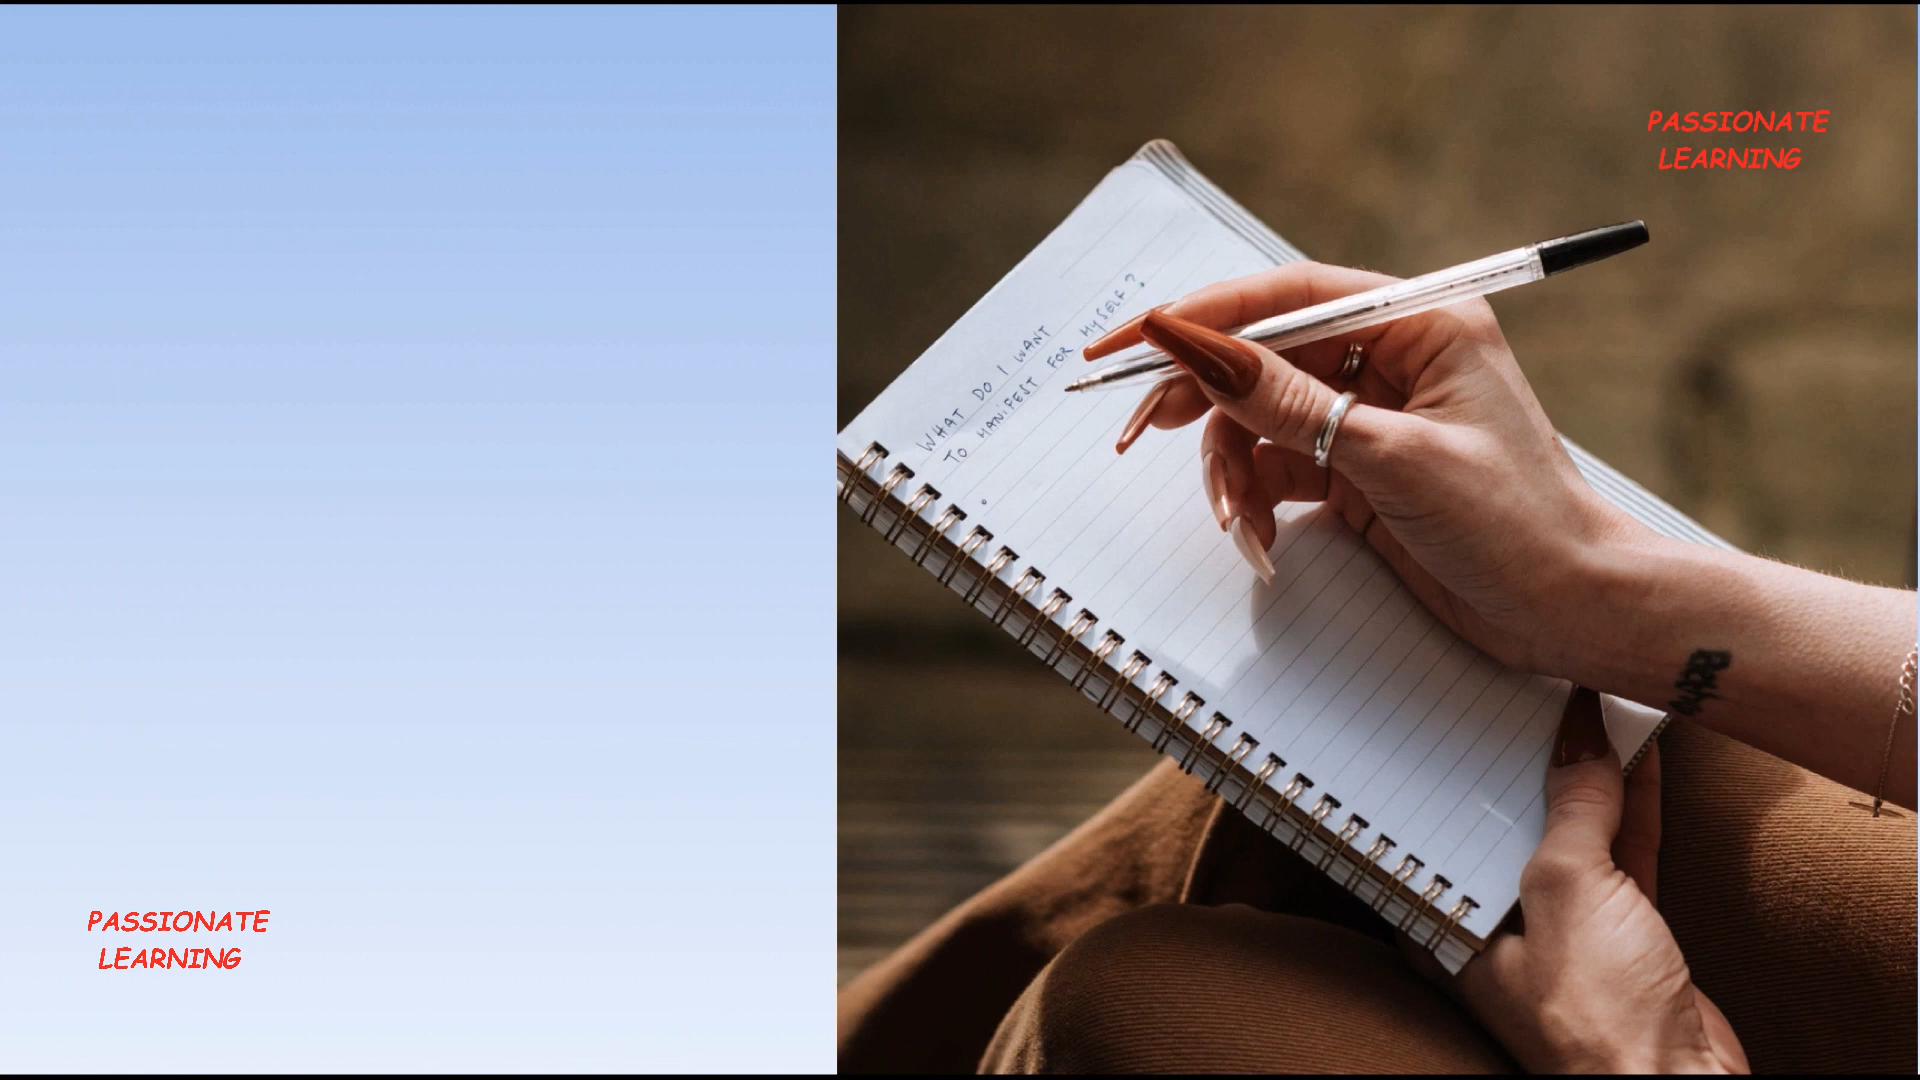 PASSIONATE
LEARNING
WHAT DO I WANT
TO MANIFEST FOR MYSELF?
PASSIONATE
LEARNING